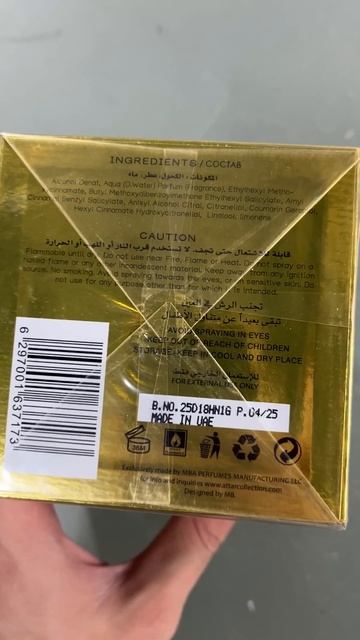 INGREDIENTS / СОСТАВ
المكونات : الكحول, عطر, ماء
Alcohol Denat, Aqua (D.Water) Parfum (Fragrance), Ethylhexyl Metho-
cinnamate, Butyl Methoxydibenzoymethane Ethylhexyl Salicylate, Amyl
Cinnamal Benzyl Salicylate, Anisyl Alcohol Citral, Citronellol, Coumarin Geraniol,
Hexyl Cinnamate Hydroxycitronellal, Linalool, limonene
CAUTION
قابلة للاشتعال حتى تجف. لا تستخدم قرب النار أو اللهب أو الحرارة
Flammable until dry. Do not use near Fire, Flame or Heat. Do not spray on a
naked flame or any other incandescent material. Keep away from any ignition
source. No smoking. Avoid spraying towards the eyes, or on sensitive skin. Do
not use for any purpose other than for which it is intended.
تجنب الرش في العين
تبقى بعيداً عن متناول الأطفال
AVOID SPRAYING IN EYES
KEEP OUT OF REACH OF CHILDREN
STORAGE: KEEP IN COOL AND DRY PLACE
للإستعمال الخارجي فقط
FOR EXTERNAL USE ONLY
6 297001 637173
B.NO.25D18HN1G P.04/25
MADE IN UAE
36M
Exclusively made by MBA PERFUMES MANUFACTURING LLC
for info and inquiries www.attarcollection.com
Designed by MB.